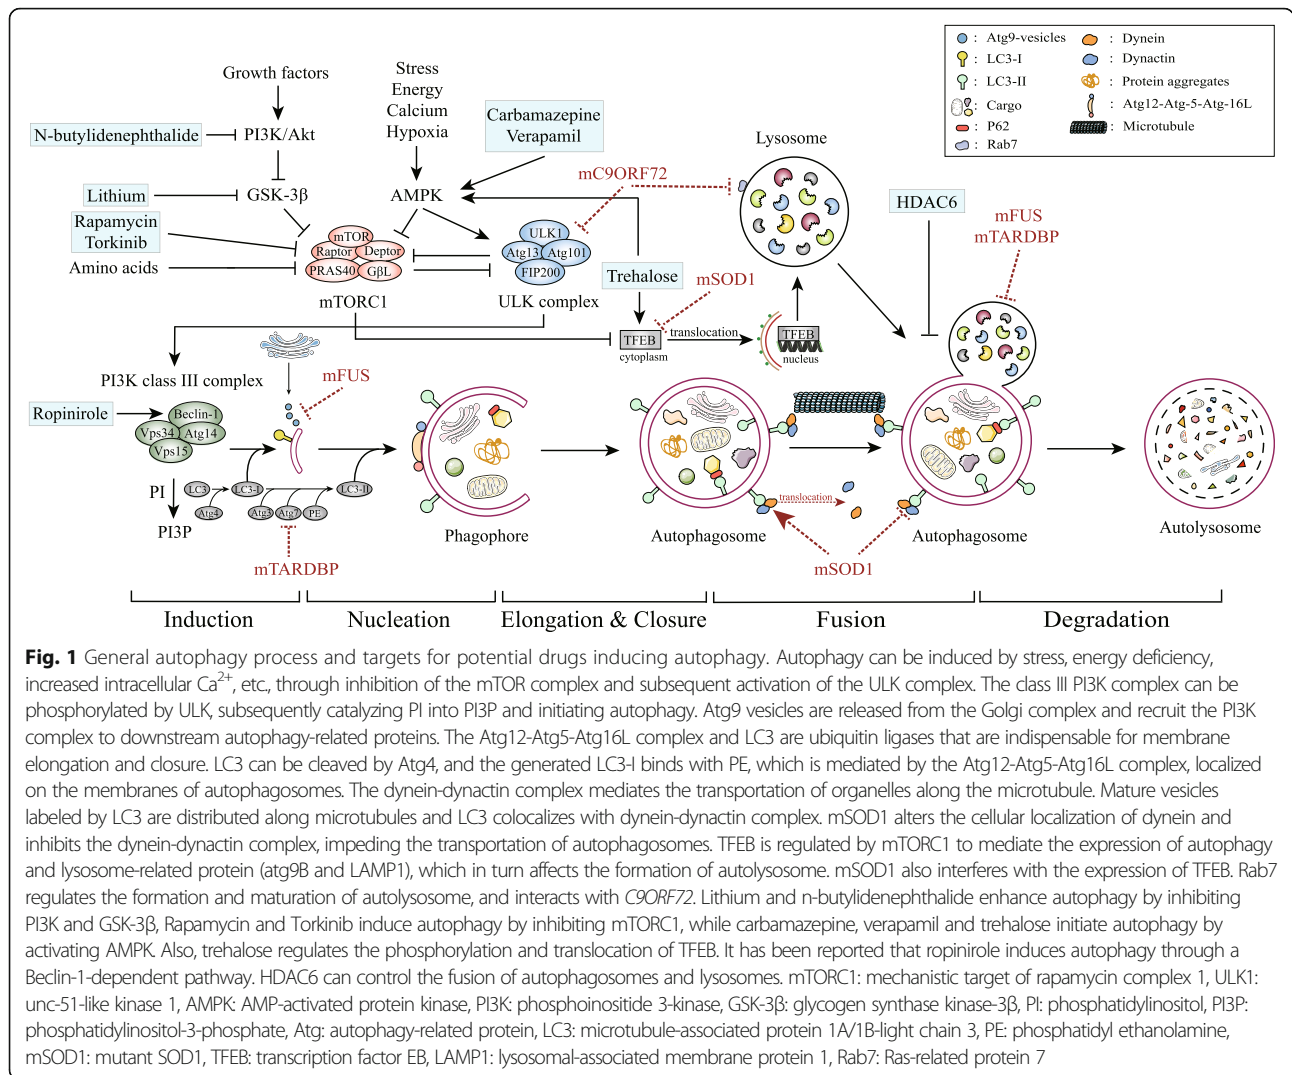 Growth factors
Stress
Energy
Calcium
Hypoxia
N-butylidenephthalide
PI3K/Akt
Carbamazepine
Verapamil
Lithium
GSK-3β
AMPK
mC9ORF72
Rapamycin
Torkinib
Amino acids
mTOR
Raptor
Deptor
PRAS40
GβL
mTORC1
ULK1
Atg13
Atg101
FIP200
ULK complex
Trehalose
mSOD1
TFEB
cytoplasm
translocation
TFEB
nucleus
Lysosome
HDAC6
mFUS
mTARDBP
: Atg9-vesicles
: LC3-I
: LC3-II
: Cargo
: P62
: Rab7
: Dynein
: Dynactin
: Protein aggregates
: Atg12-Atg-5-Atg-16L
: Microtubule
PI3K class III complex
mFUS
Ropinirole
Beclin-1
Vps34
Atg14
Vps15
PI
PI3P
LC3
LC3-I
LC3-II
Atg4
Atg3
Atg7
PE
mTARDBP
Phagophore
Autophagosome
translocation
mSOD1
Autophagosome
Autolysosome
Induction
Nucleation
Elongation & Closure
Fusion
Degradation
Fig. 1 General autophagy process and targets for potential drugs inducing autophagy. Autophagy can be induced by stress, energy deficiency,
increased intracellular Ca2+, etc., through inhibition of the mTOR complex and subsequent activation of the ULK complex. The class III PI3K complex can be
phosphorylated by ULK, subsequently catalyzing PI into PI3P and initiating autophagy. Atg9 vesicles are released from the Golgi complex and recruit the PI3K
complex to downstream autophagy-related proteins. The Atg12-Atg5-Atg16L complex and LC3 are ubiquitin ligases that are indispensable for membrane
elongation and closure. LC3 can be cleaved by Atg4, and the generated LC3-I binds with PE, which is mediated by the Atg12-Atg5-Atg16L complex, localized
on the membranes of autophagosomes. The dynein-dynactin complex mediates the transportation of organelles along the microtubule. Mature vesicles
labeled by LC3 are distributed along microtubules and LC3 colocalizes with dynein-dynactin complex. mSOD1 alters the cellular localization of dynein and
inhibits the dynein-dynactin complex, impeding the transportation of autophagosomes. TFEB is regulated by mTORC1 to mediate the expression of autophagy
and lysosome-related protein (atg9B and LAMP1), which in turn affects the formation of autolysosome. mSOD1 also interferes with the expression of TFEB. Rab7
regulates the formation and maturation of autolysosome, and interacts with C9ORF72. Lithium and n-butylidenephthalide enhance autophagy by inhibiting
PI3K and GSK-3β, Rapamycin and Torkinib induce autophagy by inhibiting mTORC1, while carbamazepine, verapamil and trehalose initiate autophagy by
activating AMPK. Also, trehalose regulates the phosphorylation and translocation of TFEB. It has been reported that ropinirole induces autophagy through a
Beclin-1-dependent pathway. HDAC6 can control the fusion of autophagosomes and lysosomes. mTORC1: mechanistic target of rapamycin complex 1, ULK1:
unc-51-like kinase 1, AMPK: AMP-activated protein kinase, PI3K: phosphoinositide 3-kinase, GSK-3β: glycogen synthase kinase-3β, PI: phosphatidylinositol, PI3P:
phosphatidylinositol-3-phosphate, Atg: autophagy-related protein, LC3: microtubule-associated protein 1A/1B-light chain 3, PE: phosphatidyl ethanolamine,
mSOD1: mutant SOD1, TFEB: transcription factor EB, LAMP1: lysosomal-associated membrane protein 1, Rab7: Ras-related protein 7